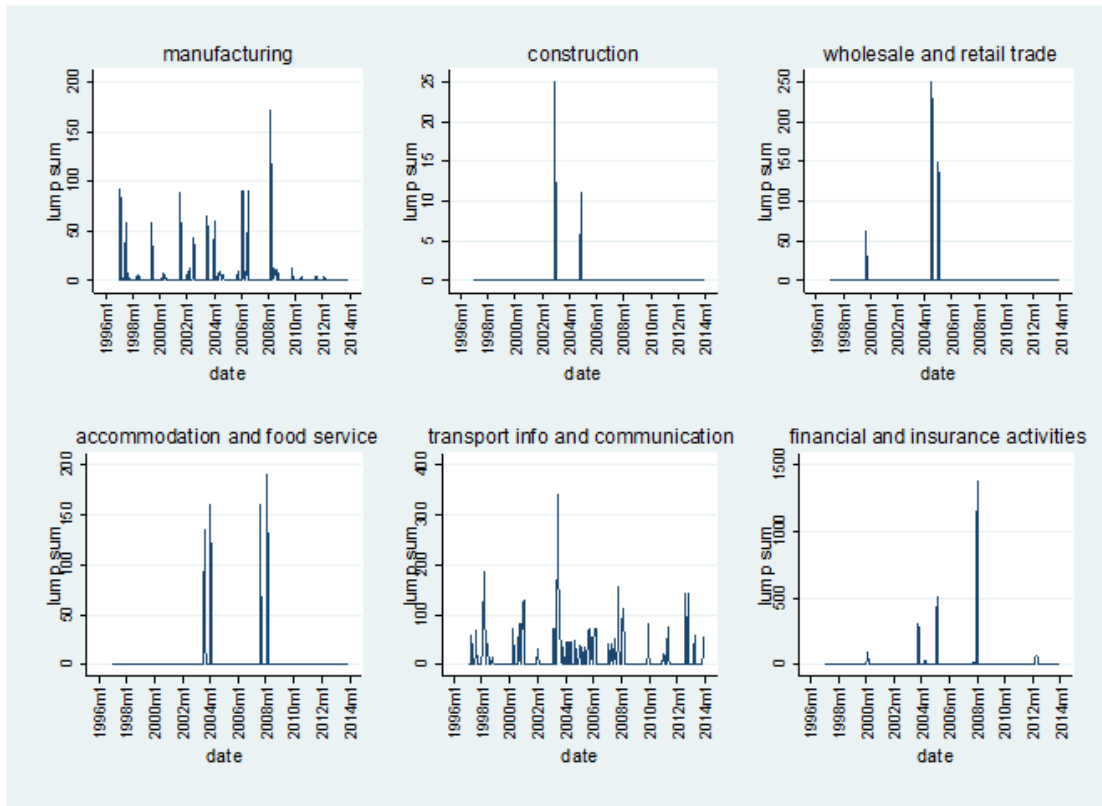 manufacturing
lump sum
0 50 100 150 200
1996m1 1998m1 2000m1 2002m1 2004m1 2006m1 2008m1 2010m1 2012m1 2014m1
date
construction
lump sum
0 5 10 15 20 25
1996m1 1998m1 2000m1 2002m1 2004m1 2006m1 2008m1 2010m1 2012m1 2014m1
date
wholesale and retail trade
lump sum
0 50 100 150 200 250
1996m1 1998m1 2000m1 2002m1 2004m1 2006m1 2008m1 2010m1 2012m1 2014m1
date
accommodation and food service
lump sum
0 50 100 150 200
1996m1 1998m1 2000m1 2002m1 2004m1 2006m1 2008m1 2010m1 2012m1 2014m1
date
transport info and communication
lump sum
0 100 200 300 400
1996m1 1998m1 2000m1 2002m1 2004m1 2006m1 2008m1 2010m1 2012m1 2014m1
date
financial and insurance activities
lump sum
0 500 1000 1500
1996m1 1998m1 2000m1 2002m1 2004m1 2006m1 2008m1 2010m1 2012m1 2014m1
date